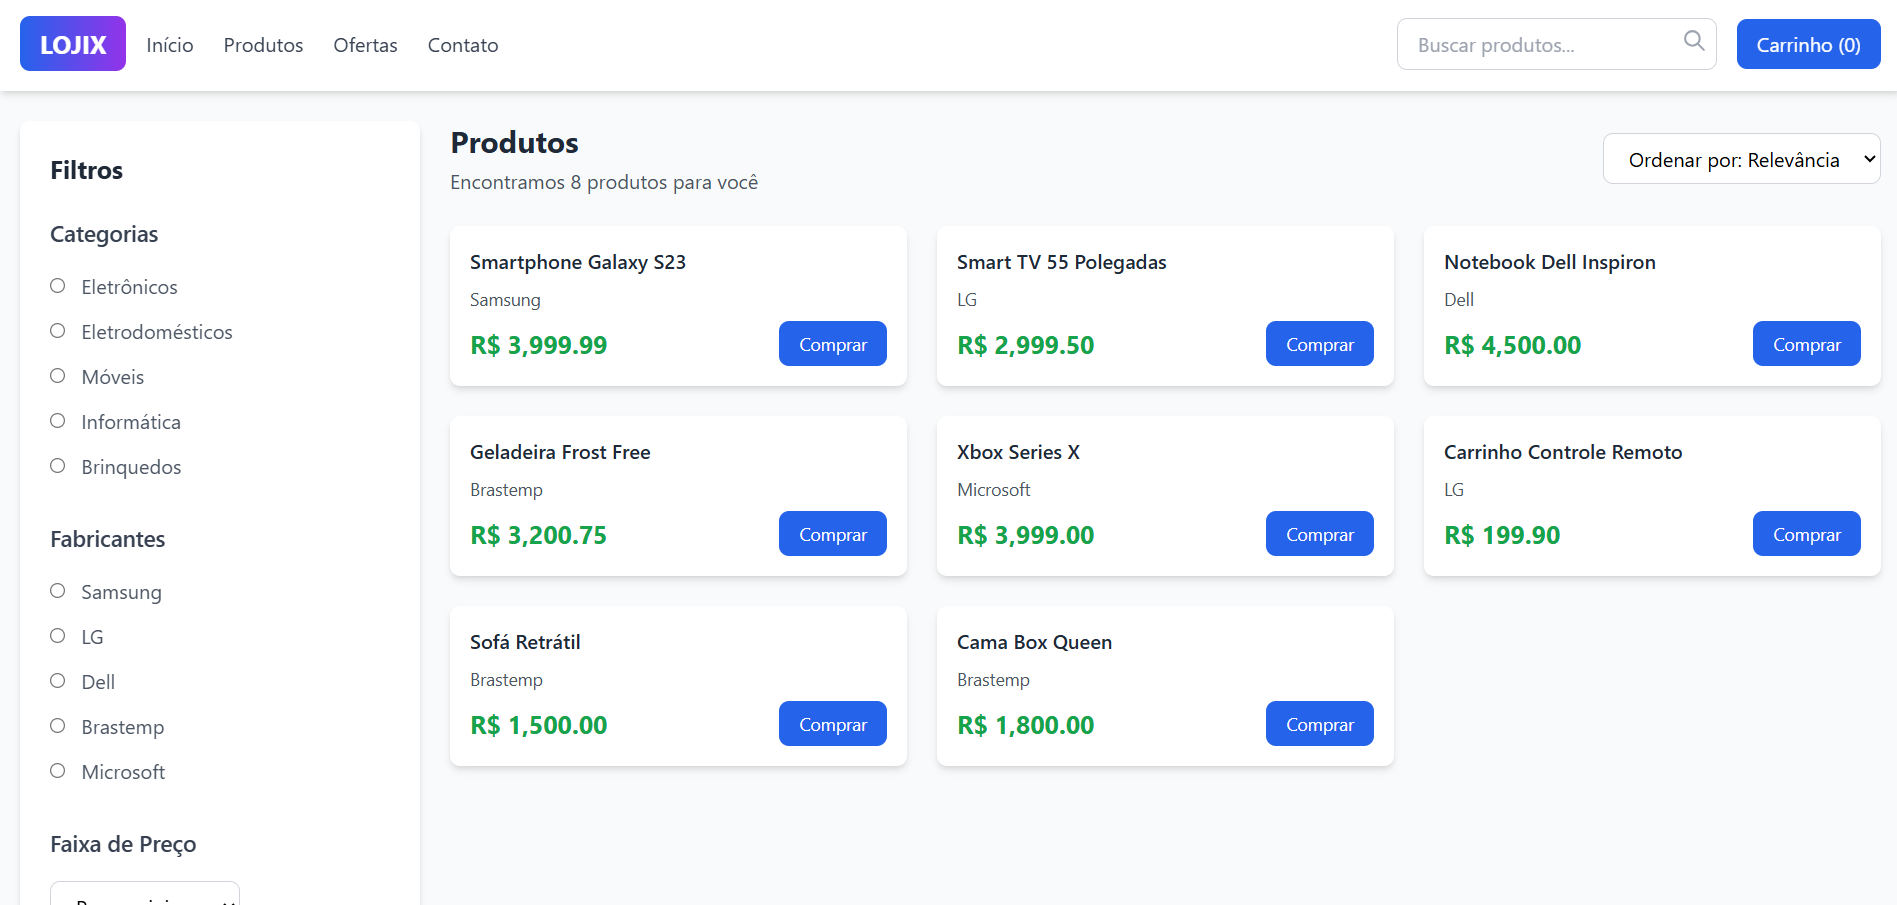 LOJIX
Início
Produtos
Ofertas
Contato
Buscar produtos...
Carrinho (0)
Filtros
Categorias
Eletrônicos
Eletrodomésticos
Móveis
Informática
Brinquedos
Fabricantes
Samsung
LG
Dell
Brastemp
Microsoft
Faixa de Preço
Produtos
Encontramos 8 produtos para você
Ordenar por: Relevância
Smartphone Galaxy S23
Samsung
R$ 3,999.99
Comprar
Smart TV 55 Polegadas
LG
R$ 2,999.50
Comprar
Notebook Dell Inspiron
Dell
R$ 4,500.00
Comprar
Geladeira Frost Free
Brastemp
R$ 3,200.75
Comprar
Xbox Series X
Microsoft
R$ 3,999.00
Comprar
Carrinho Controle Remoto
LG
R$ 199.90
Comprar
Sofá Retrátil
Brastemp
R$ 1,500.00
Comprar
Cama Box Queen
Brastemp
R$ 1,800.00
Comprar